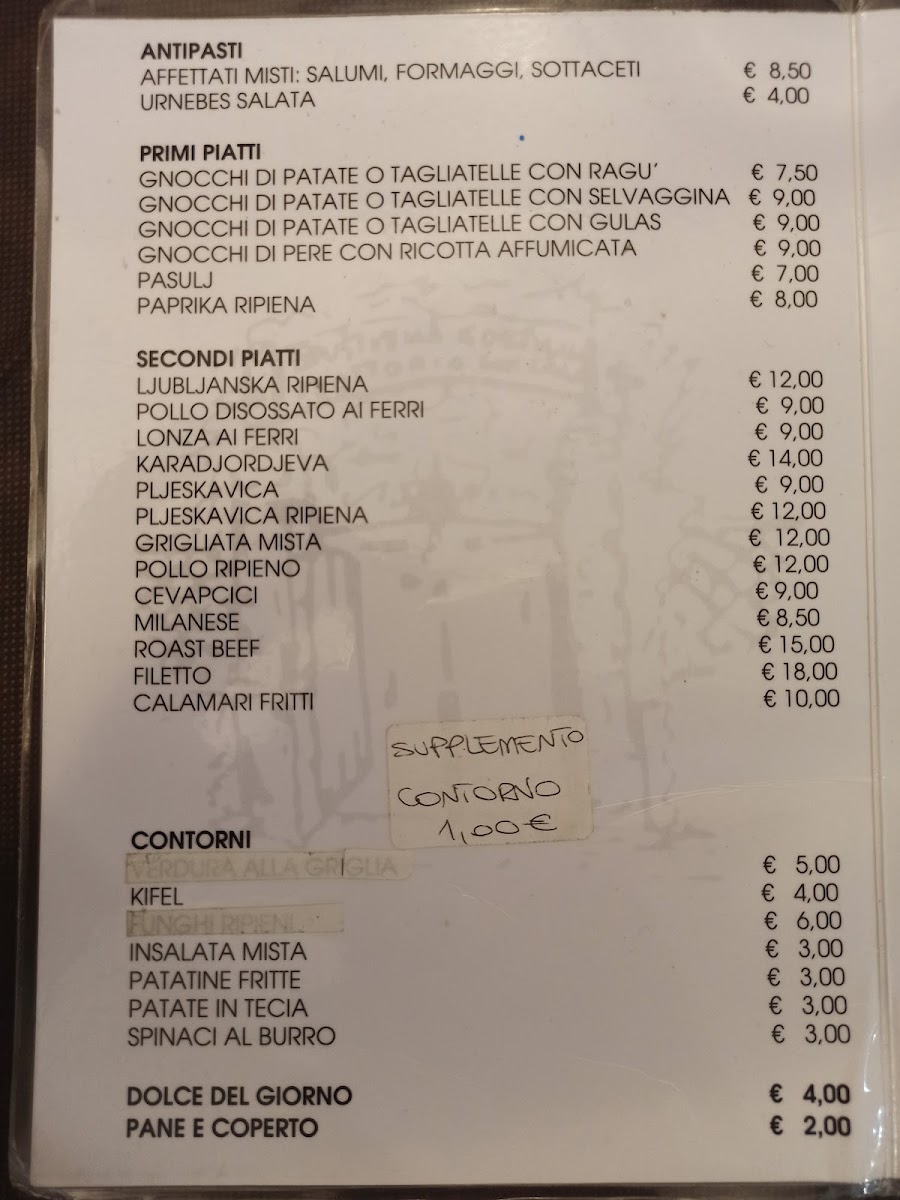 ANTIPASTI
AFFETTATI MISTI: SALUMI, FORMAGGI, SOTTACETI € 8,50
URNEBES SALATA € 4,00
PRIMI PIATTI
GNOCCHI DI PATATE O TAGLIATELLE CON RAGU' € 7,50
GNOCCHI DI PATATE O TAGLIATELLE CON SELVAGGINA € 9,00
GNOCCHI DI PATATE O TAGLIATELLE CON GULAS € 9,00
GNOCCHI DI PERE CON RICOTTA AFFUMICATA € 9,00
PASULJ € 7,00
PAPRIKA RIPIENA € 8,00
SECONDI PIATTI
LJUBLJANSKA RIPIENA € 12,00
POLLO DISOSSATO AI FERRI € 9,00
LONZA AI FERRI € 9,00
KARADJORDJEVA € 14,00
PLJESKAVICA € 9,00
PLJESKAVICA RIPIENA € 12,00
GRIGLIATA MISTA € 12,00
POLLO RIPIENO € 12,00
CEVAPCICI € 9,00
MILANESE € 8,50
ROAST BEEF € 15,00
FILETTO € 18,00
CALAMARI FRITTI € 10,00
SUPPLEMENTO
CONTORNO
1,00€
CONTORNI
VERDURA ALLA GRIGLIA € 5,00
KIFEL € 4,00
FUNGHI RIPIENI € 6,00
INSALATA MISTA € 3,00
PATATINE FRITTE € 3,00
PATATE IN TECIA € 3,00
SPINACI AL BURRO € 3,00
DOLCE DEL GIORNO € 4,00
PANE E COPERTO € 2,00